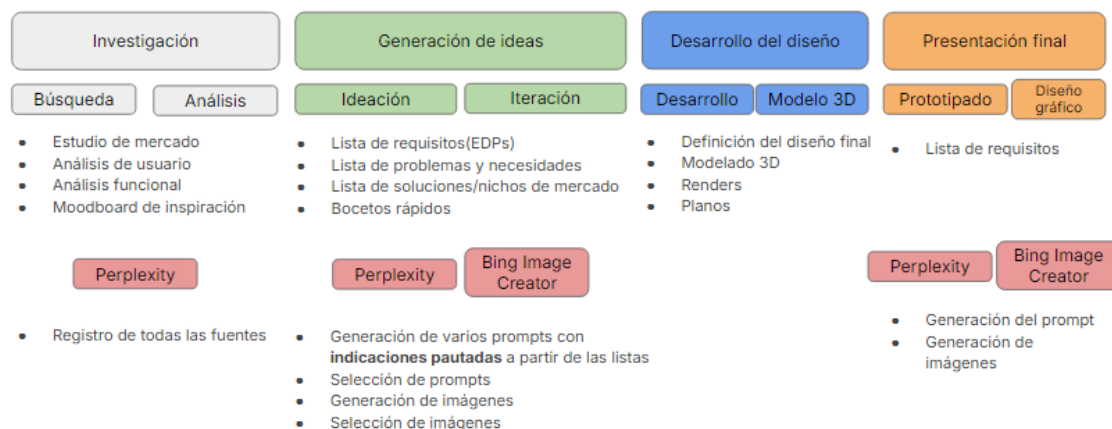 Investigación
Generación de ideas
Desarrollo del diseño
Presentación final
Búsqueda
Análisis
Ideación
Iteración
Desarrollo
Modelo 3D
Prototipado
Diseño
gráfico
• Estudio de mercado
• Análisis de usuario
• Análisis funcional
• Moodboard de inspiración
• Lista de requisitos(EDPs)
• Lista de problemas y necesidades
• Lista de soluciones/nichos de mercado
• Bocetos rápidos
• Definición del diseño final
• Modelado 3D
• Renders
• Planos
• Lista de requisitos
Perplexity
Perplexity
Bing Image
Creator
Perplexity
Bing Image
Creator
• Registro de todas las fuentes
• Generación de varios prompts con
indicaciones pautadas a partir de las listas
• Selección de prompts
• Generación de imágenes
• Selección de imágenes
• Generación del prompt
• Generación de
imágenes